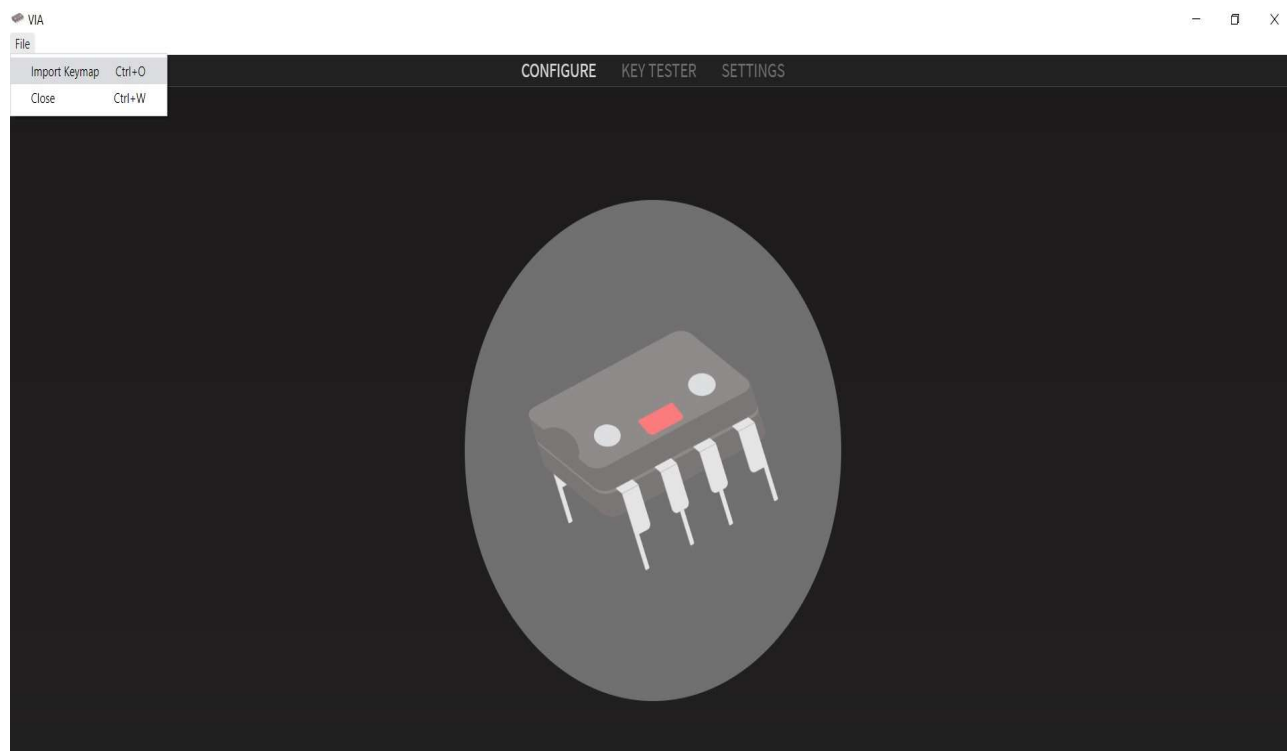 VIA
File
Import Keymap Ctrl+O
Close Ctrl+W
CONFIGURE KEY TESTER SETTINGS